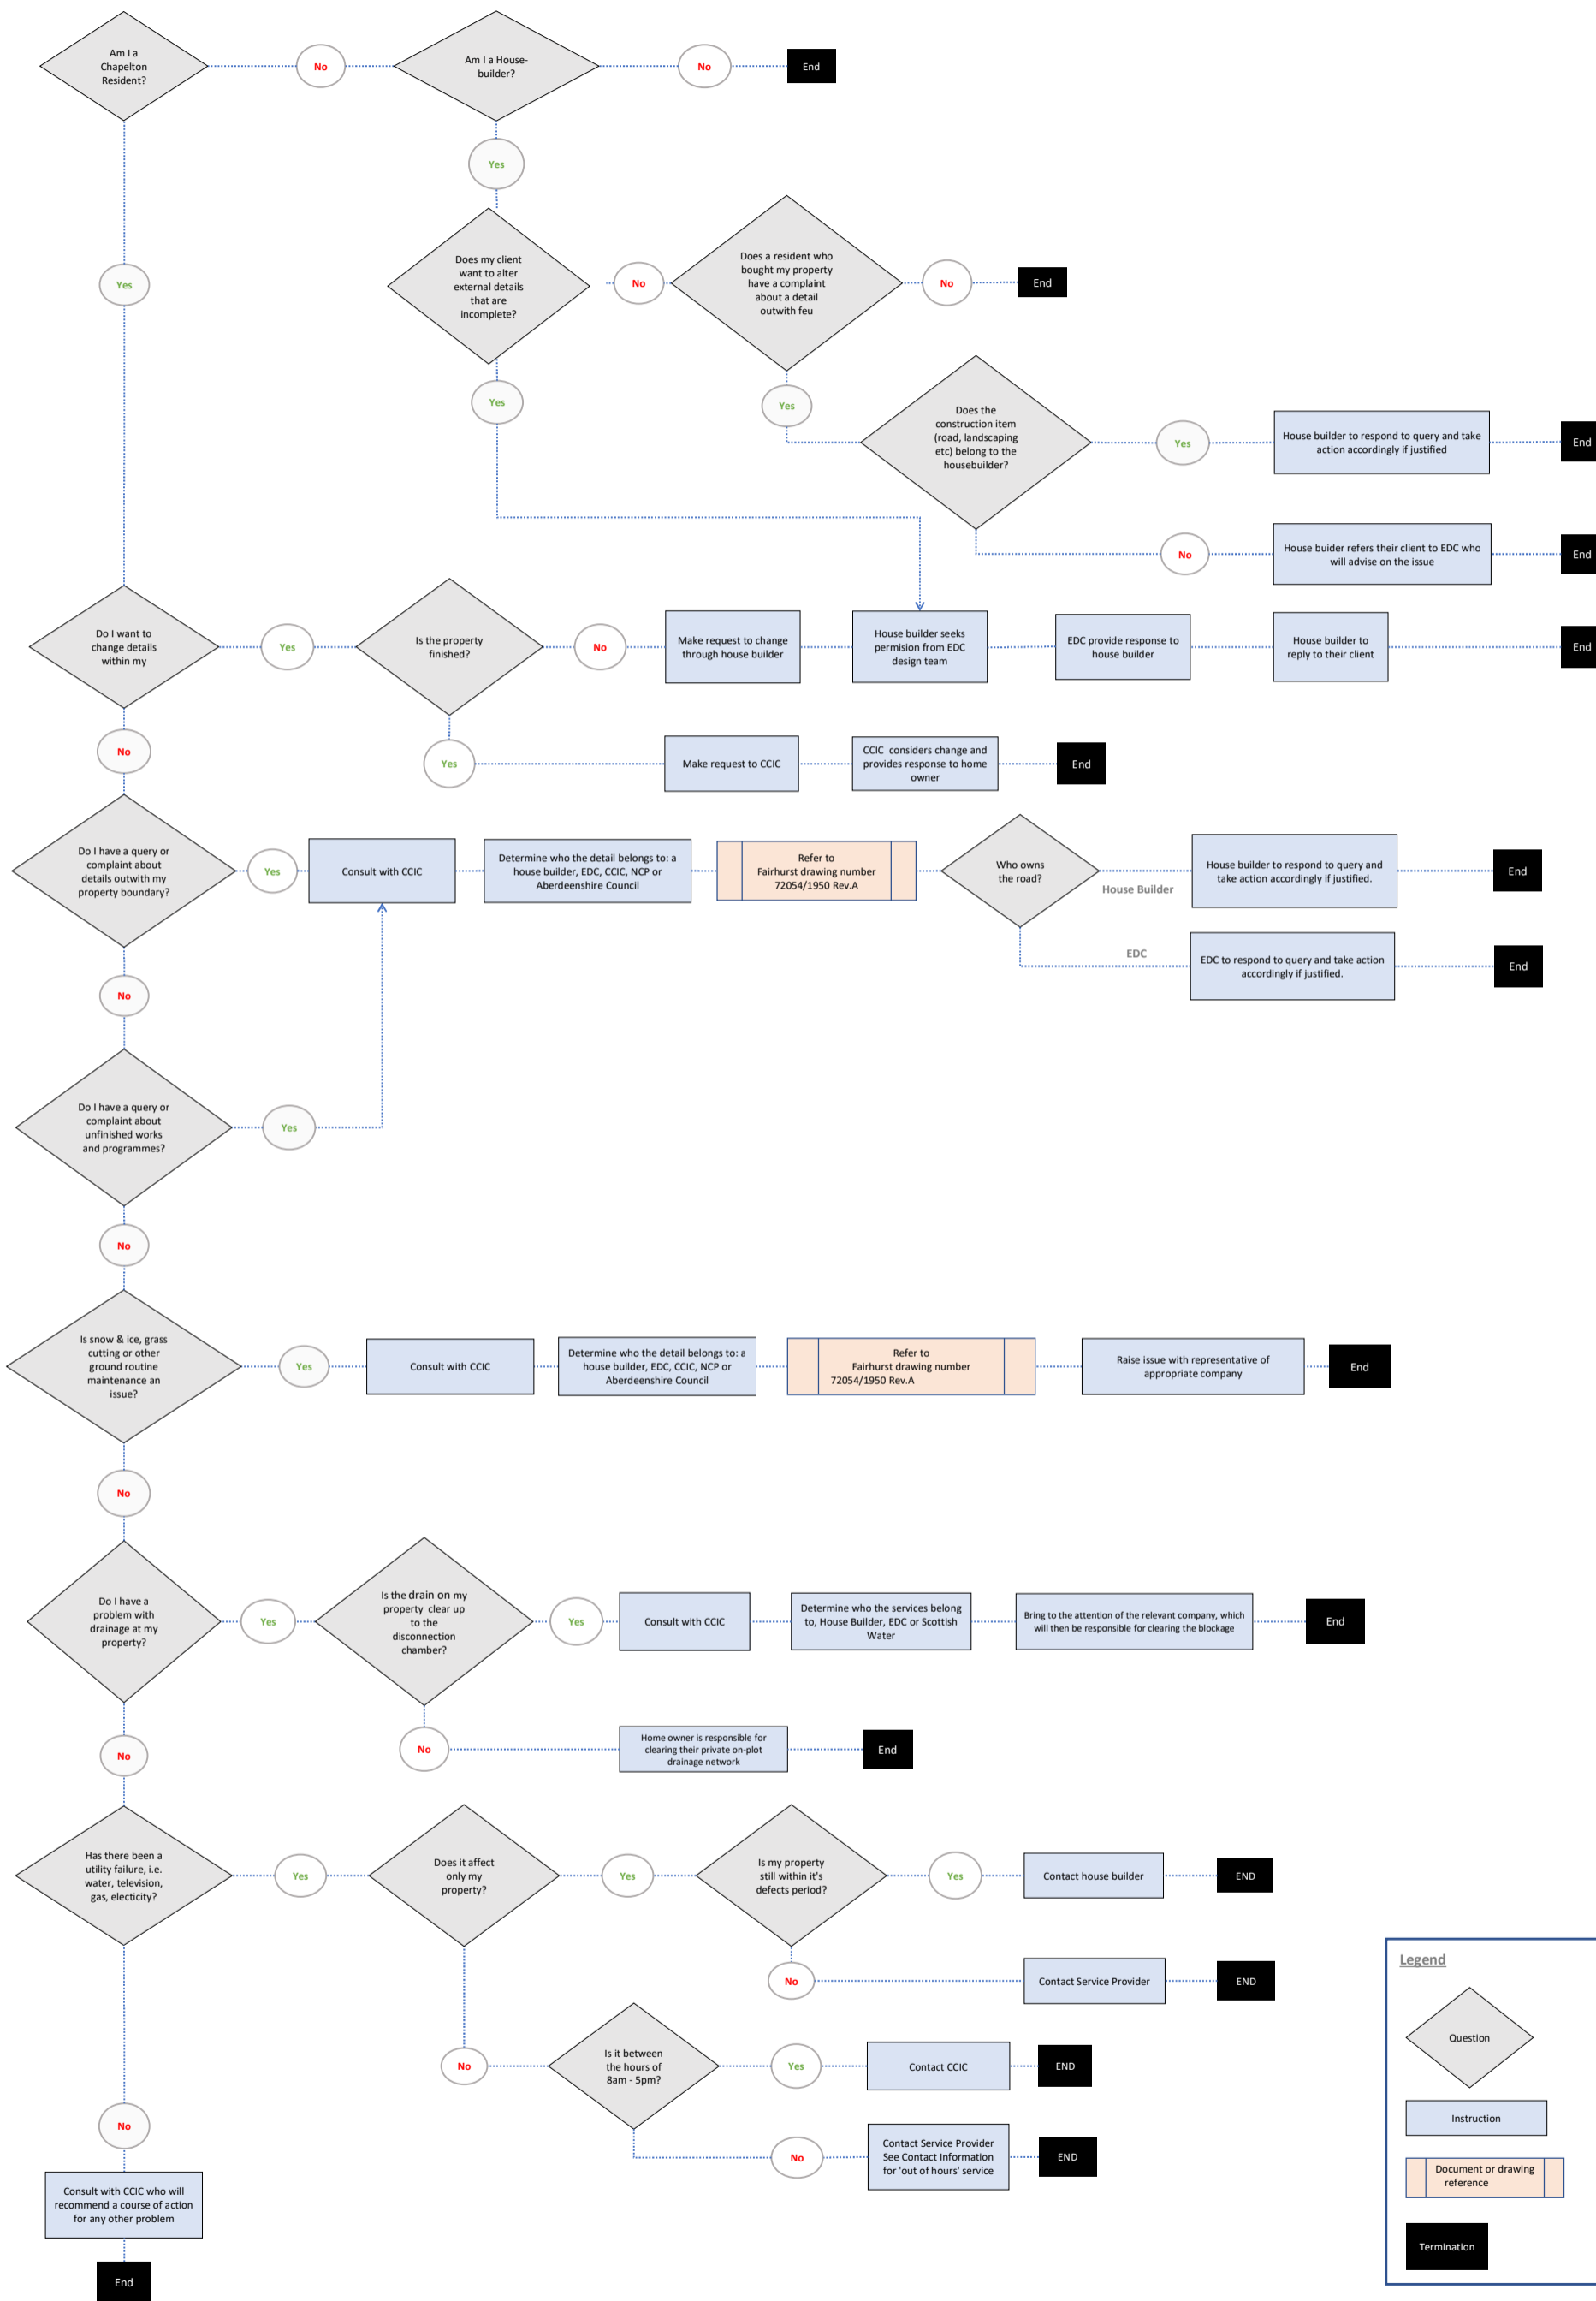 Am I a
Chapelton
Resident?
No
Am I a House-
builder?
No
End
Yes
Does my client
want to alter
external details
that are
incomplete?
No
Does a resident who
bought my property
have a complaint
about a detail
outwith feu
No
End
Yes
Yes
Yes
Does the
construction item
(road, landscaping
etc) belong to the
housebuilder?
Yes
House builder to respond to query and take
action accordingly if justified
End
No
House buider refers their client to EDC who
will advise on the issue
End
Do I want to
change details
within my
Yes
Is the property
finished?
No
Make request to change
through house builder
House builder seeks
permision from EDC
design team
EDC provide response to
house builder
House builder to
reply to their client
End
No
Yes
Make request to CCIC
CCIC considers change and
provides response to home
owner
End
Do I have a query or
complaint about
details outwith my
property boundary?
Yes
Consult with CCIC
Determine who the detail belongs to: a
house builder, EDC, CCIC, NCP or
Aberdeenshire Council
Refer to
Fairhurst drawing number
72054/1950 Rev.A
Who owns
the road?
House Builder
House builder to respond to query and
take action accordingly if justified.
End
EDC
EDC to respond to query and take action
accordingly if justified.
End
No
Do I have a query or
complaint about
unfinished works
and programmes?
Yes
No
Is snow & ice, grass
cutting or other
ground routine
maintenance an
issue?
Yes
Consult with CCIC
Determine who the detail belongs to: a
house builder, EDC, CCIC, NCP or
Aberdeenshire Council
Refer to
Fairhurst drawing number
72054/1950 Rev.A
Raise issue with representative of
appropriate company
End
No
Do I have a
problem with
drainage at my
property?
Yes
Is the drain on my
property clear up
to the
disconnection
chamber?
Yes
Consult with CCIC
Determine who the services belong
to, House Builder, EDC or Scottish
Water
Bring to the attention of the relevant company, which
will then be responsible for clearing the blockage
End
No
No
Home owner is responsible for
clearing their private on-plot
drainage network
End
Has there been a
utility failure, i.e.
water, television,
gas, electicity?
Yes
Does it affect
only my
property?
Yes
Is my property
still within it's
defects period?
Yes
Contact house builder
END
No
Contact Service Provider
END
No
Is it between
the hours of
8am - 5pm?
Yes
Contact CCIC
END
No
Contact Service Provider
See Contact Information
for 'out of hours' service
END
No
Consult with CCIC who will
recommend a course of action
for any other problem
End
Legend
Question
Instruction
Document or drawing
reference
Termination